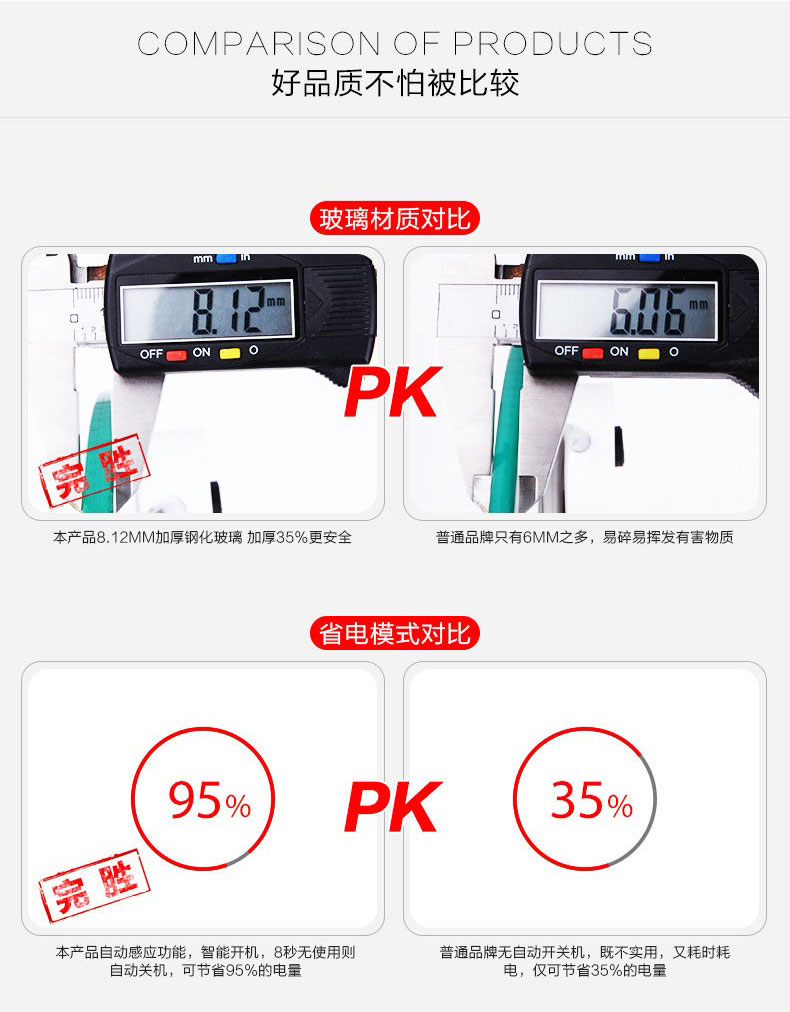 COMPARISON OF PRODUCTS
好品质不怕被比较
玻璃材质对比
mm in
8.12mm
OFF ON 0
完胜
PK
mm in
6.06mm
OFF ON 0
本产品8.12MM加厚钢化玻璃 加厚35%更安全
普通品牌只有6MM之多，易碎易挥发有害物质
省电模式对比
95%
完胜
PK
35%
本产品自动感应功能，智能开机，8秒无使用则
自动关机，可节省95%的电量
普通品牌无自动开关机，既不实用，又耗时耗
电，仅可节省35%的电量